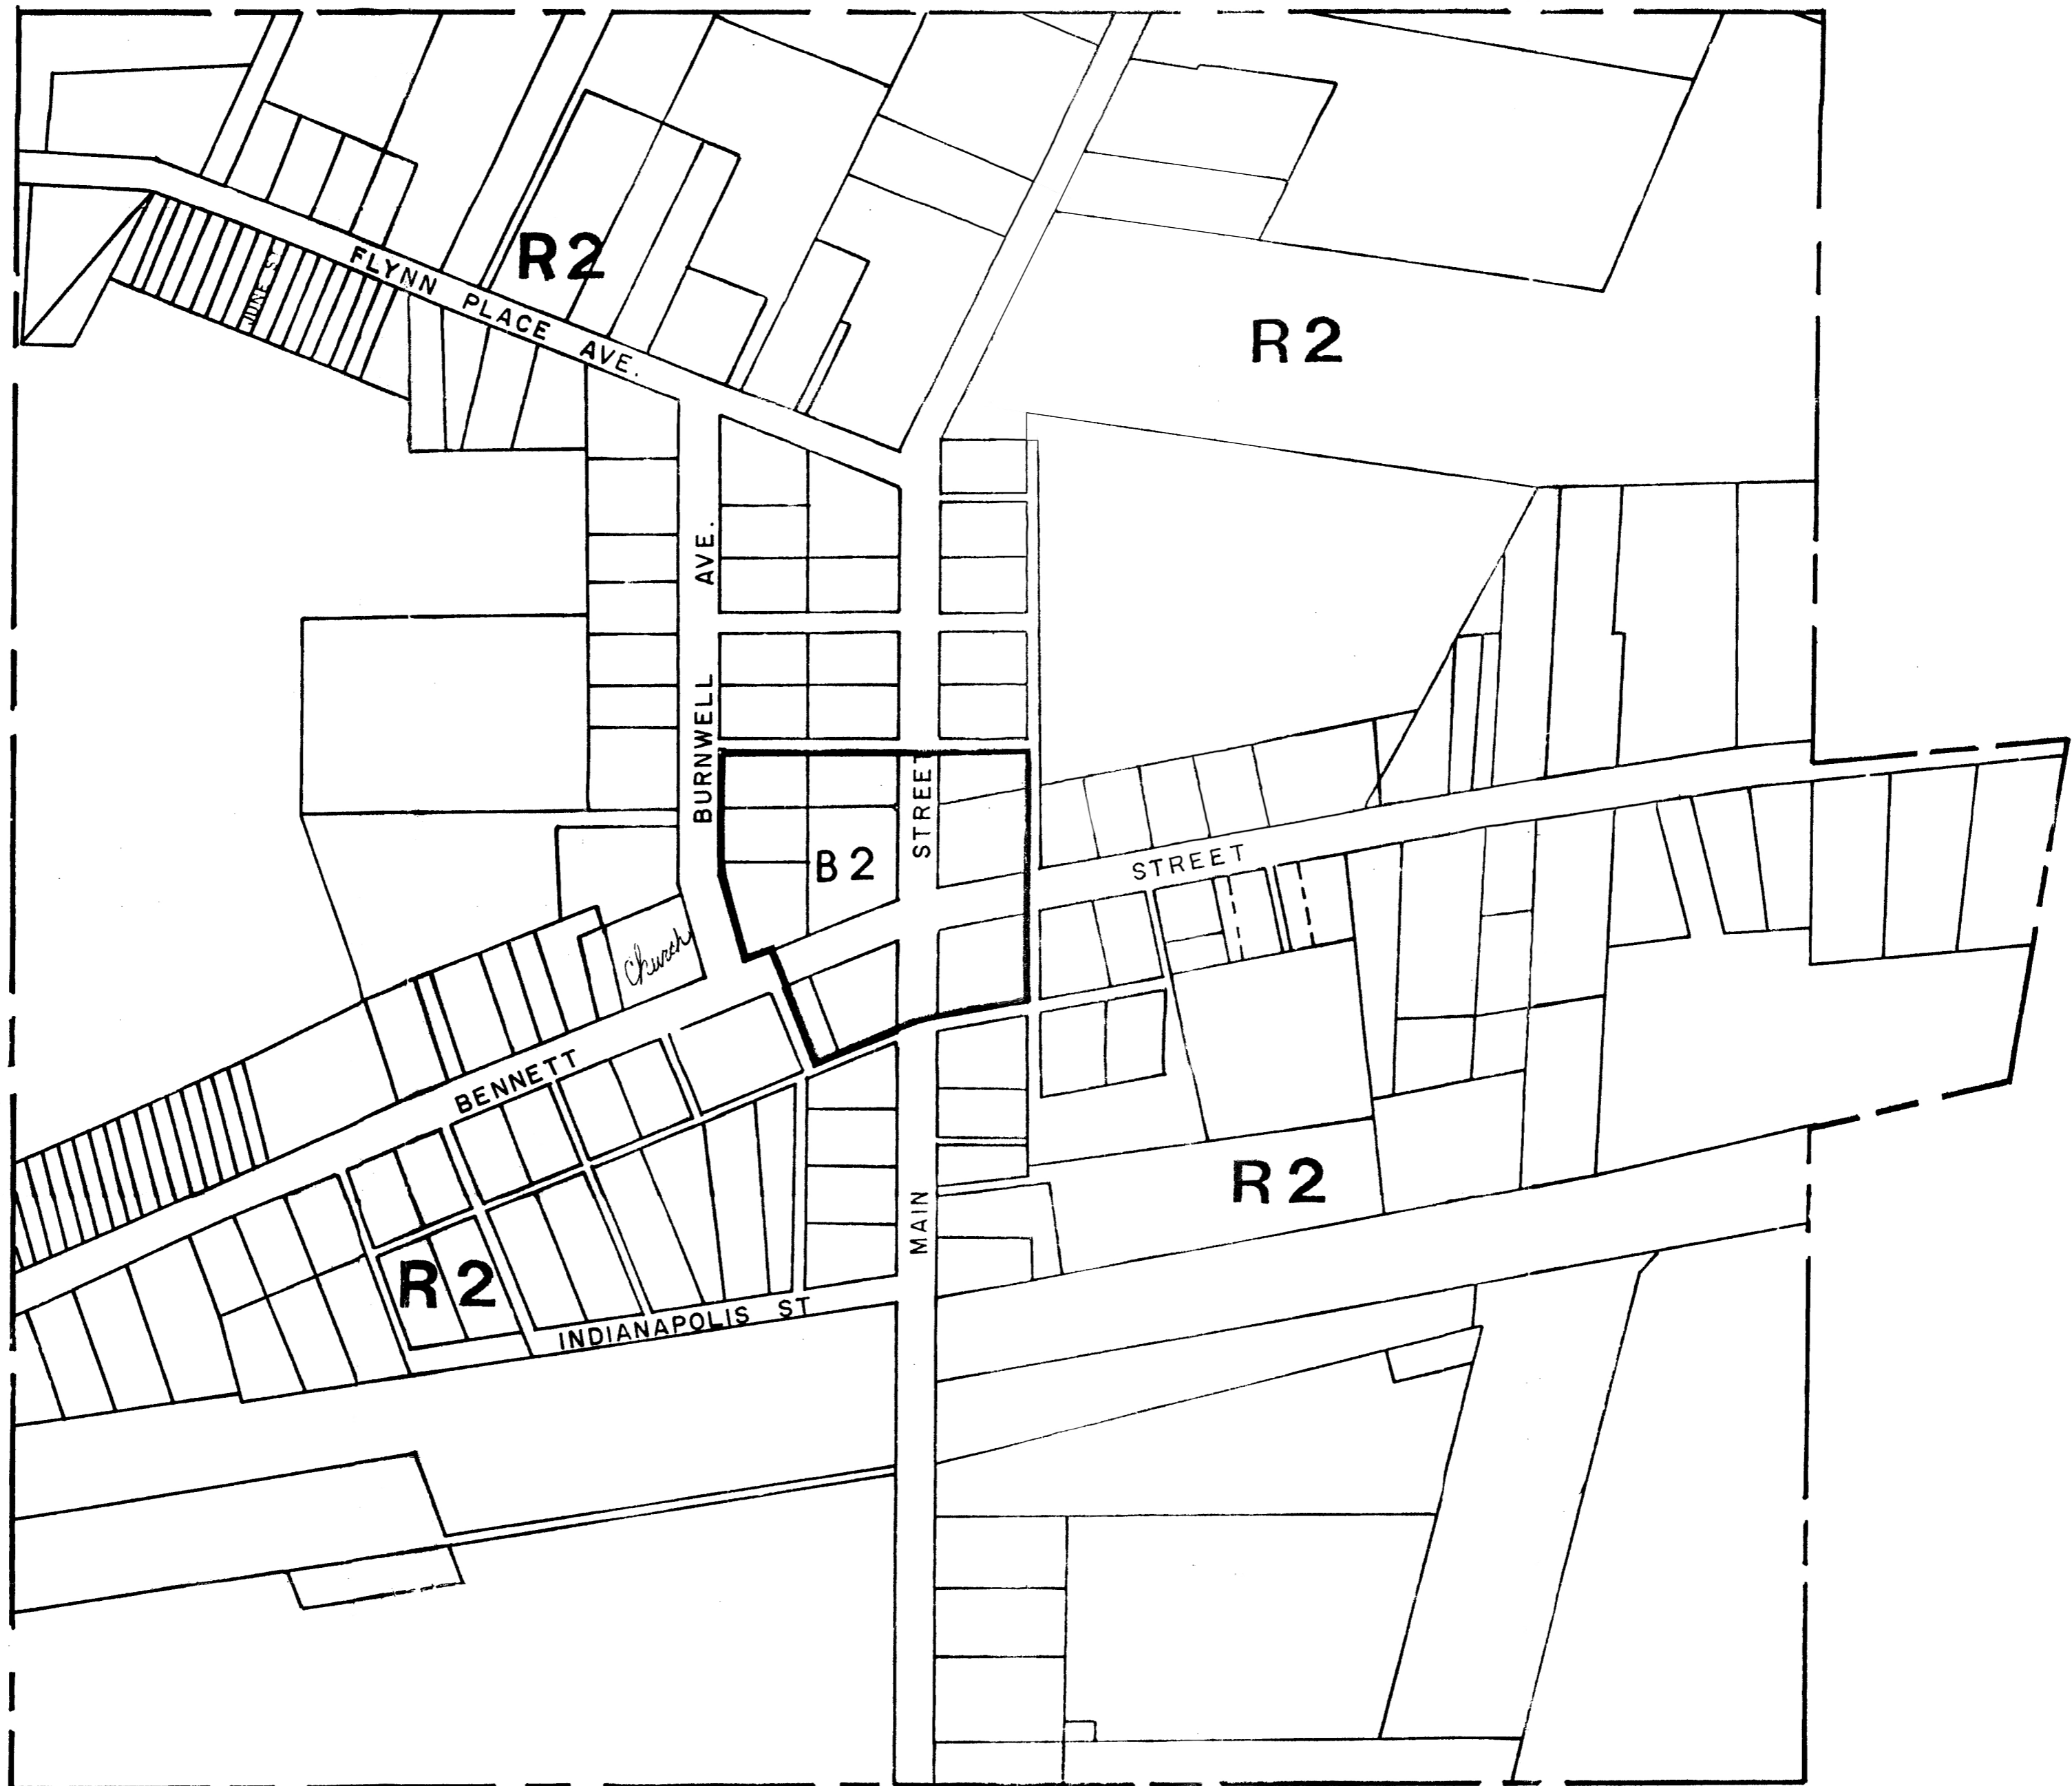 R2
JUNE ST.
FLYNN PLACE AVE.
R2
BURNWELL AVE.
B2
MAIN STREET
Church
BENNETT STREET
R2
R2
INDIANAPOLIS ST